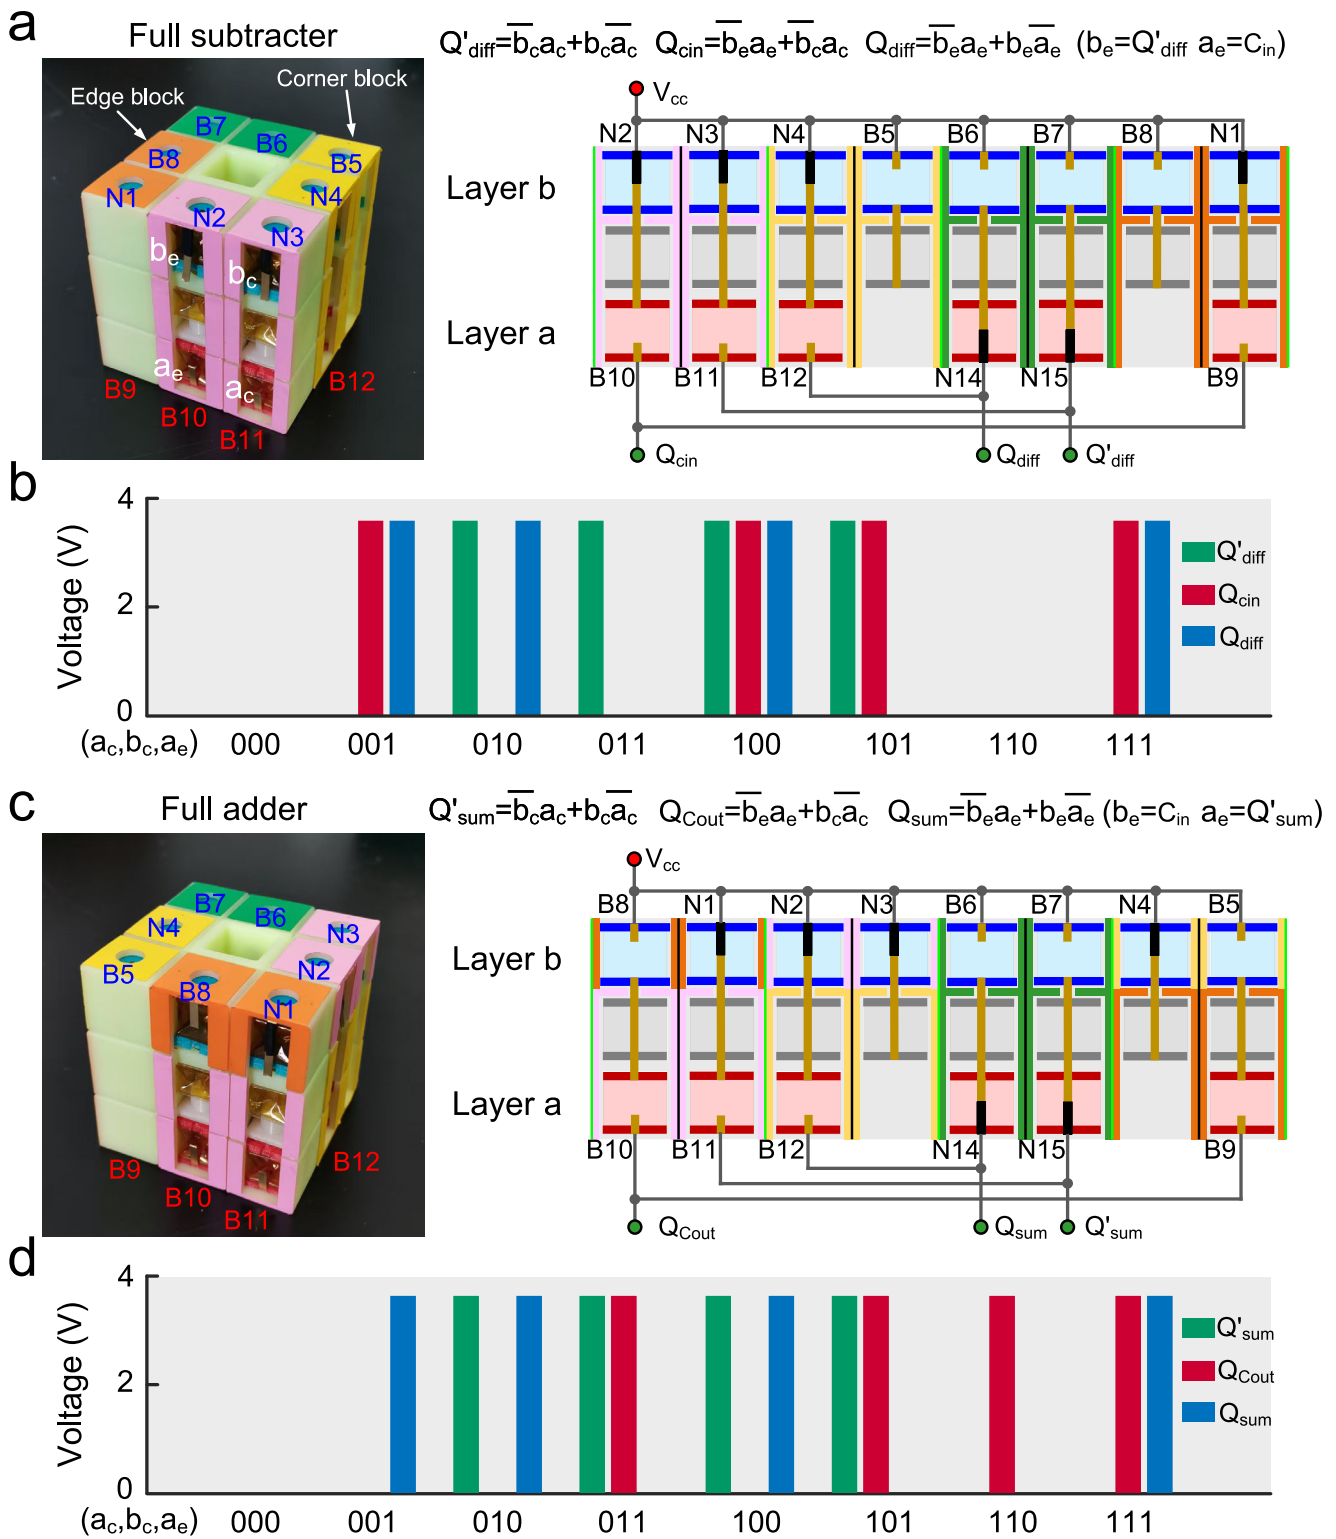 a
Full subtracter
Q'diff=b̅cac+bca̅c Qcin=b̅eae+b̅cac Qdiff=b̅eae+bea̅e (be=Q'diff ae=Cin)
Edge block
Corner block
B7
B6
B8
B5
N1
N4
N2
N3
be
bc
ae
ac
B9
B10
B11
B12
Vcc
N2 N3 N4 B5 B6 B7 B8 N1
Layer b
Layer a
B10 B11 B12 N14 N15 B9
Qcin Qdiff Q'diff
b
Voltage (V)
4
2
0
Q'diff
Qcin
Qdiff
(ac,bc,ae) 000 001 010 011 100 101 110 111
c
Full adder
Q'sum=b̅cac+bca̅c QCout=b̅eae+bca̅c Qsum=b̅eae+bea̅e (be=Cin ae=Q'sum)
B7
B6
N4
N3
B5
N2
B8
N1
B9
B10
B11
B12
Vcc
B8 N1 N2 N3 B6 B7 N4 B5
Layer b
Layer a
B10 B11 B12 N14 N15 B9
QCout Qsum Q'sum
d
Voltage (V)
4
2
0
Q'sum
QCout
Qsum
(ac,bc,ae) 000 001 010 011 100 101 110 111